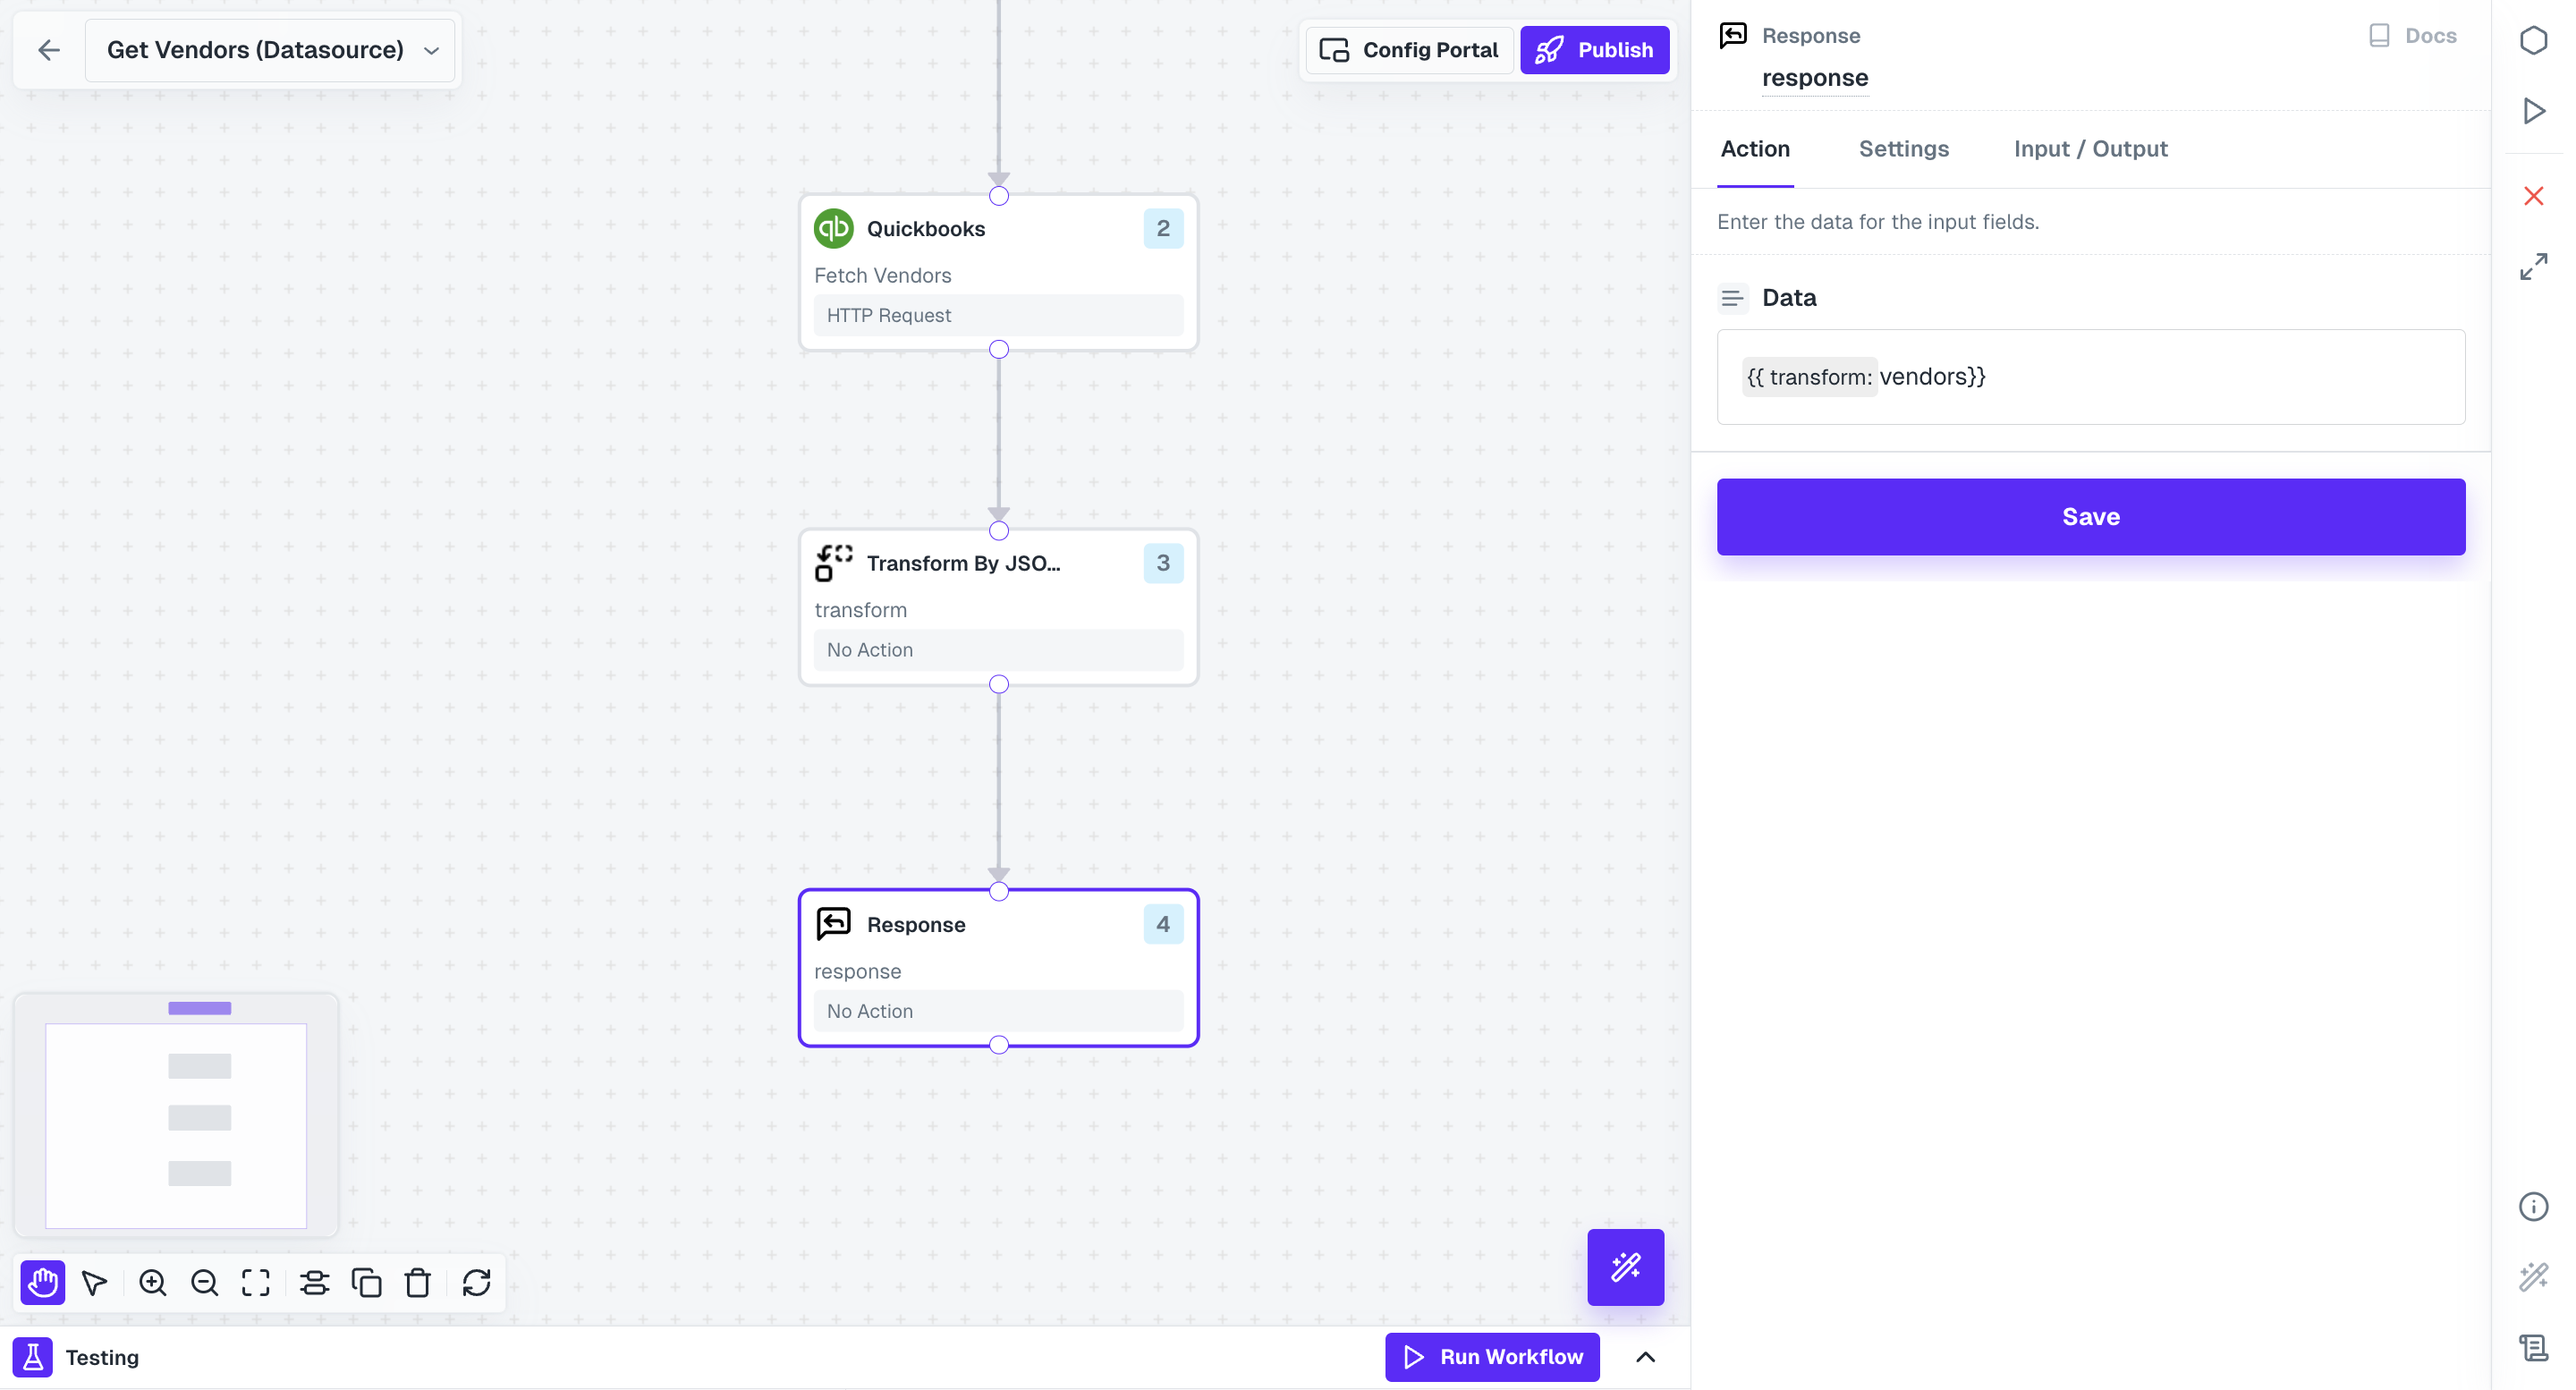 Get Vendors (Datasource)
Config Portal
Publish
qb
Quickbooks
2
Fetch Vendors
HTTP Request
Transform By JSO...
3
transform
No Action
Response
4
response
No Action
Testing
Run Workflow
Response
Docs
response
Action
Settings
Input / Output
Enter the data for the input fields.
Data
{{ transform: vendors}}
Save